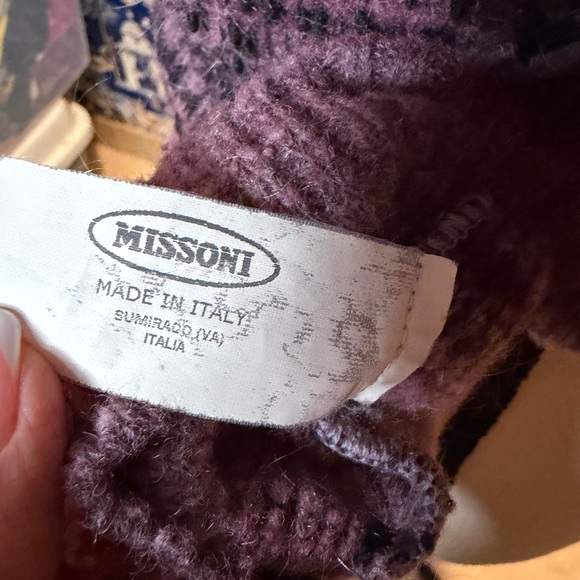 MISSONI
MADE IN ITALY
SUMIRAGO (VA)
ITALIA